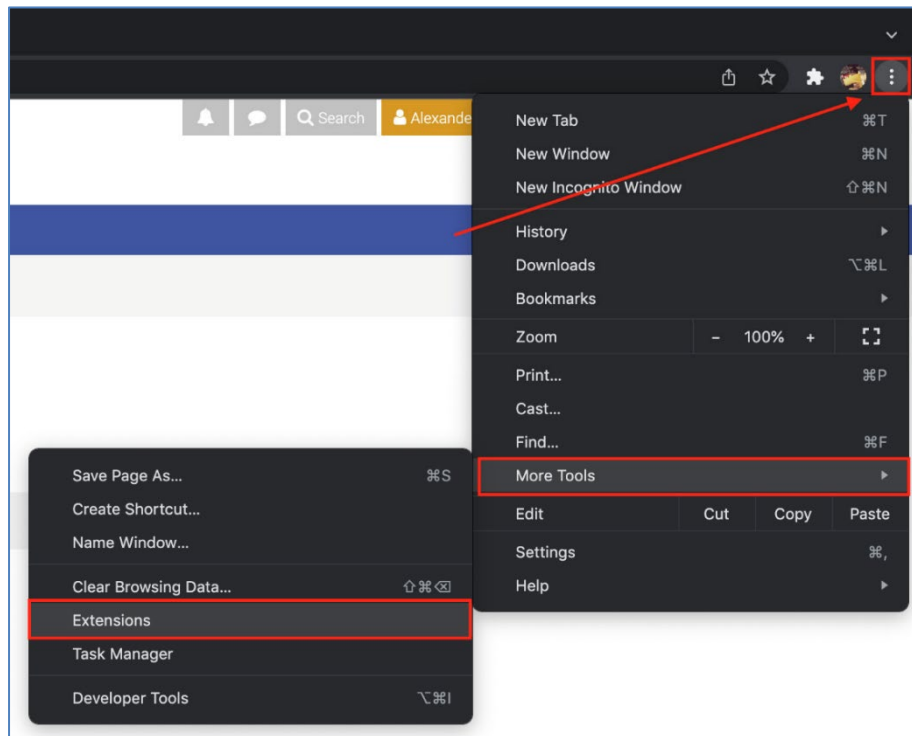 Search
Alexande
New Tab ⌘T
New Window ⌘N
New Incognito Window ⇧⌘N
History
Downloads ⌥⌘L
Bookmarks
Zoom - 100% +
Print... ⌘P
Cast...
Find... ⌘F
More Tools
Edit Cut Copy Paste
Settings ⌘,
Help
Save Page As... ⌘S
Create Shortcut...
Name Window...
Clear Browsing Data... ⇧⌘⌫
Extensions
Task Manager
Developer Tools ⌥⌘I